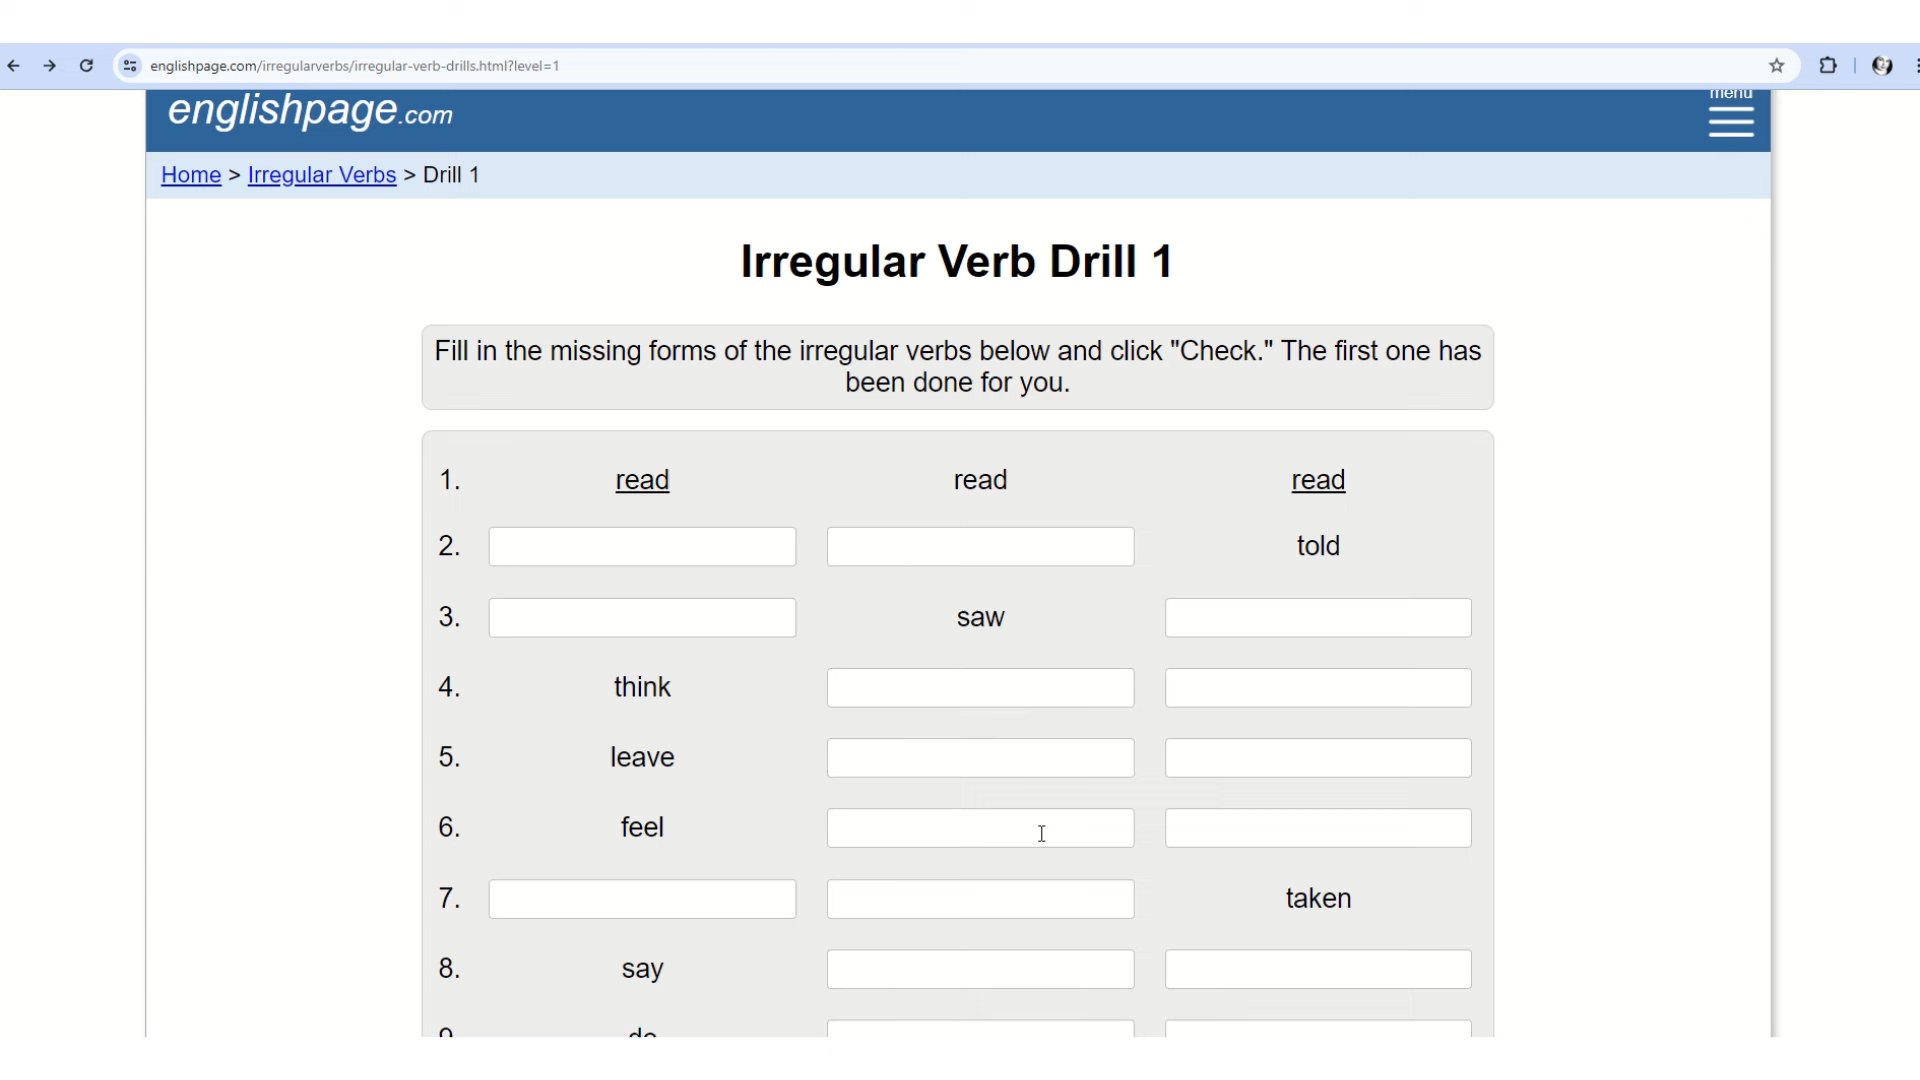 englishpage.com/irregularverbs/irregular-verb-drills.html?level=1
englishpage.com
menu
Home > Irregular Verbs > Drill 1
Irregular Verb Drill 1
Fill in the missing forms of the irregular verbs below and click "Check." The first one has
been done for you.
1. read read read
2. told
3. saw
4. think
5. leave
6. feel
7. taken
8. say
9. do